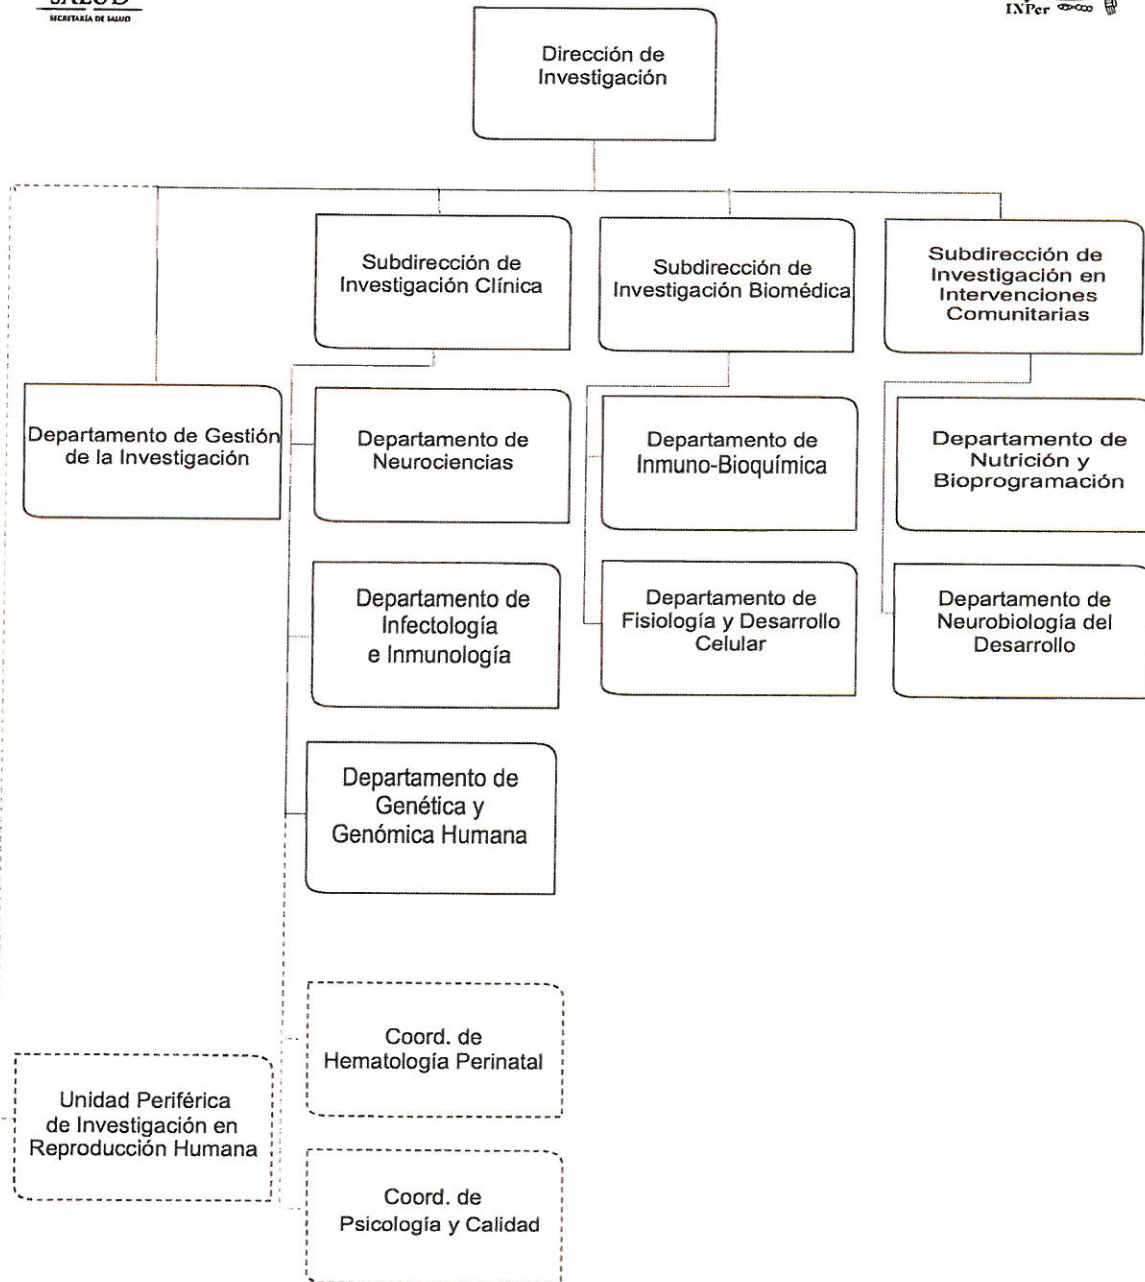 SALUD
SECRETARÍA DE SALUD
INPer
Dirección de
Investigación
Subdirección de
Investigación Clínica
Subdirección de
Investigación Biomédica
Subdirección de
Investigación en
Intervenciones
Comunitarias
Departamento de Gestión
de la Investigación
Departamento de
Neurociencias
Departamento de
Inmuno-Bioquímica
Departamento de
Nutrición y
Bioprogramación
Departamento de
Infectología
e Inmunología
Departamento de
Fisiología y Desarrollo
Celular
Departamento de
Neurobiología del
Desarrollo
Departamento de
Genética y
Genómica Humana
Coord. de
Hematología Perinatal
Unidad Periférica
de Investigación en
Reproducción Humana
Coord. de
Psicología y Calidad